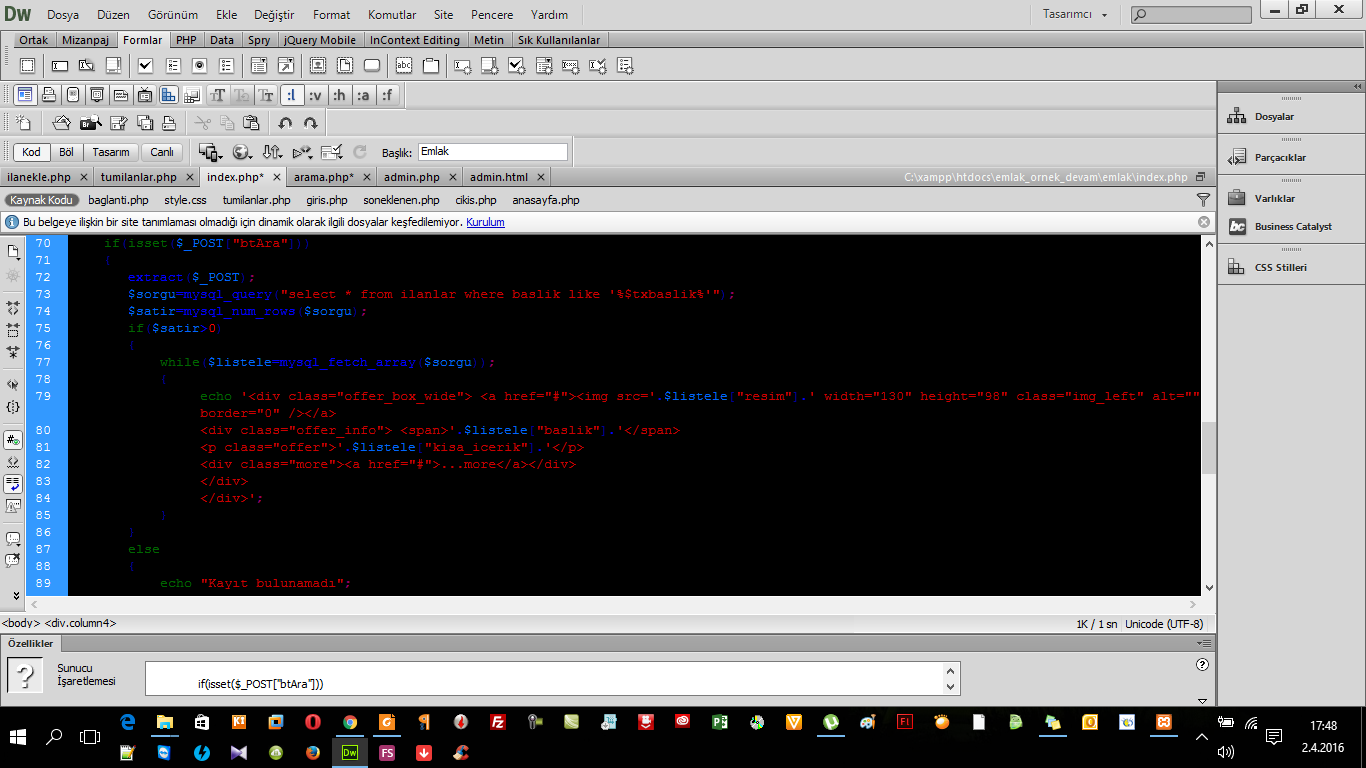 Dw Dosya Düzen Görünüm Ekle Değiştir Format Komutlar Site Pencere Yardım Tasarımcı
Ortak Mizanpaj Formlar PHP Data Spry jQuery Mobile InContext Editing Metin Sık Kullanılanlar
:l :v :h :a :f
Kod Böl Tasarım Canlı Başlık: Emlak
ilanekle.php tumilanlar.php index.php* arama.php* admin.php admin.html C:\xampp\htdocs\emlak_ornek_devam\emlak\index.php
Kaynak Kodu baglanti.php style.css tumilanlar.php giris.php soneklenen.php cikis.php anasayfa.php
Bu belgeye ilişkin bir site tanımlaması olmadığı için dinamik olarak ilgili dosyalar keşfedilemiyor. Kurulum
Dosyalar
Parçacıklar
Varlıklar
Business Catalyst
CSS Stilleri
70 if(isset($_POST["btAra"]))
71 {
72 extract($_POST);
73 $sorgu=mysql_query("select * from ilanlar where baslik like '%$txbaslik%'");
74 $satir=mysql_num_rows($sorgu);
75 if($satir>0)
76 {
77 while($listele=mysql_fetch_array($sorgu));
78 {
79 echo '<div class="offer_box_wide"> <a href="#"><img src='.$listele["resim"].' width="130" height="98" class="img_left" alt=""
border="0" /></a>
80 <div class="offer_info"> <span>'.$listele["baslik"].'</span>
81 <p class="offer">'.$listele["kisa_icerik"].'</p>
82 <div class="more"><a href="#">...more</a></div>
83 </div>
84 </div>';
85 }
86 }
87 else
88 {
89 echo "Kayıt bulunamadı";
<body> <div.column4> 1K / 1 sn Unicode (UTF-8)
Özellikler
Sunucu
İşaretlemesi
if(isset($_POST["btAra"]))
17:48
2.4.2016